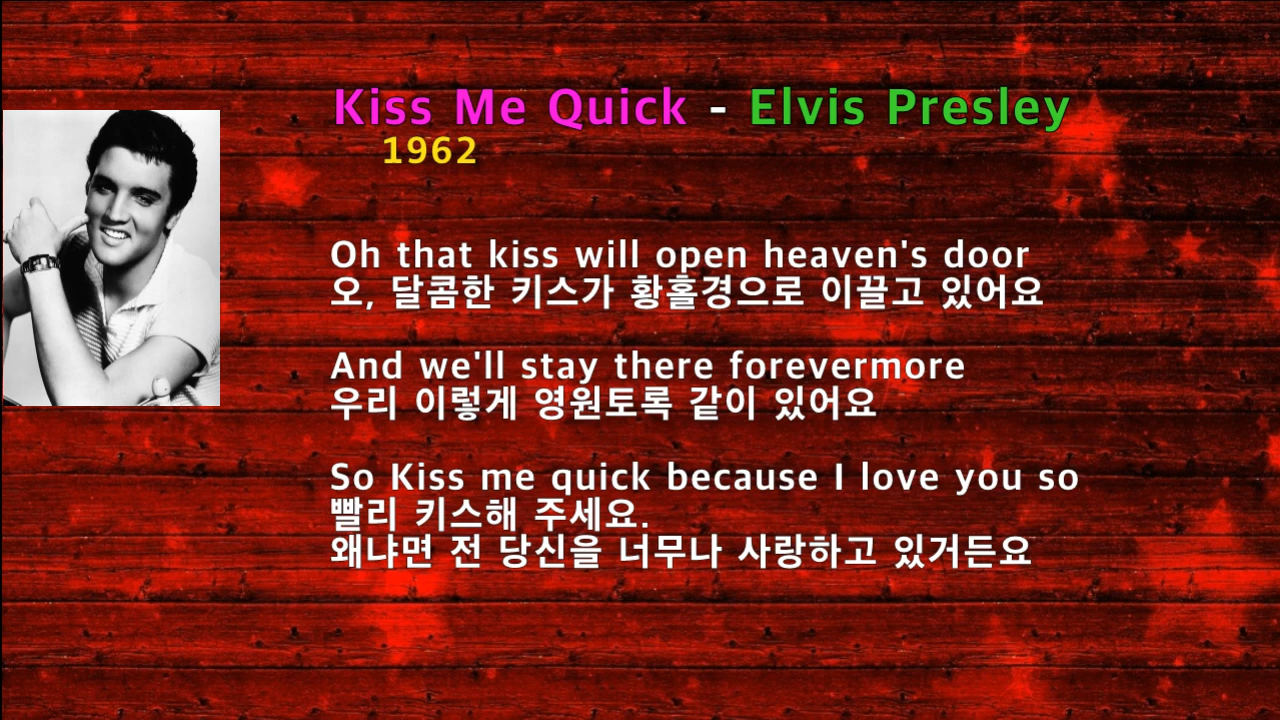 Kiss Me Quick - Elvis Presley
1962
Oh that kiss will open heaven's door
오, 달콤한 키스가 황홀경으로 이끌고 있어요
And we'll stay there forevermore
우리 이렇게 영원토록 같이 있어요
So Kiss me quick because I love you so
빨리 키스해 주세요.
왜냐면 전 당신을 너무나 사랑하고 있거든요